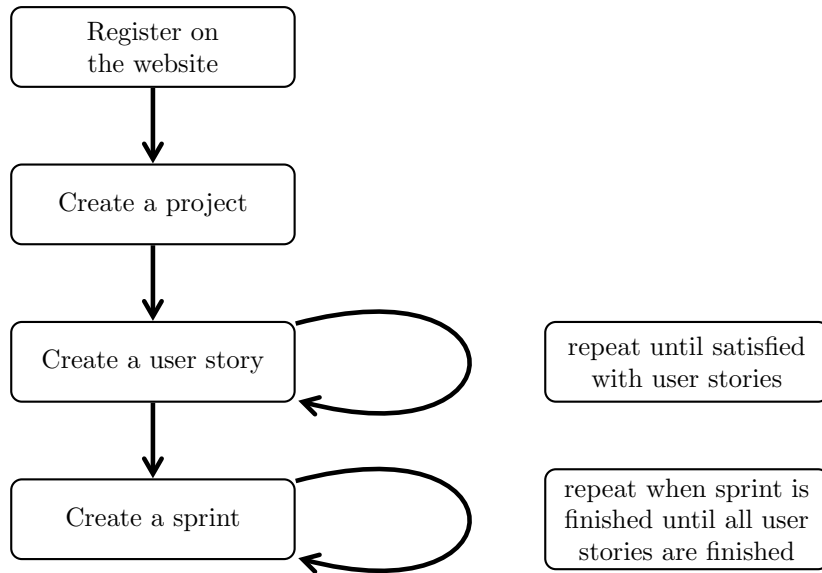 Register on
the website
Create a project
Create a user story
repeat until satisfied
with user stories
Create a sprint
repeat when sprint is
finished until all user
stories are finished